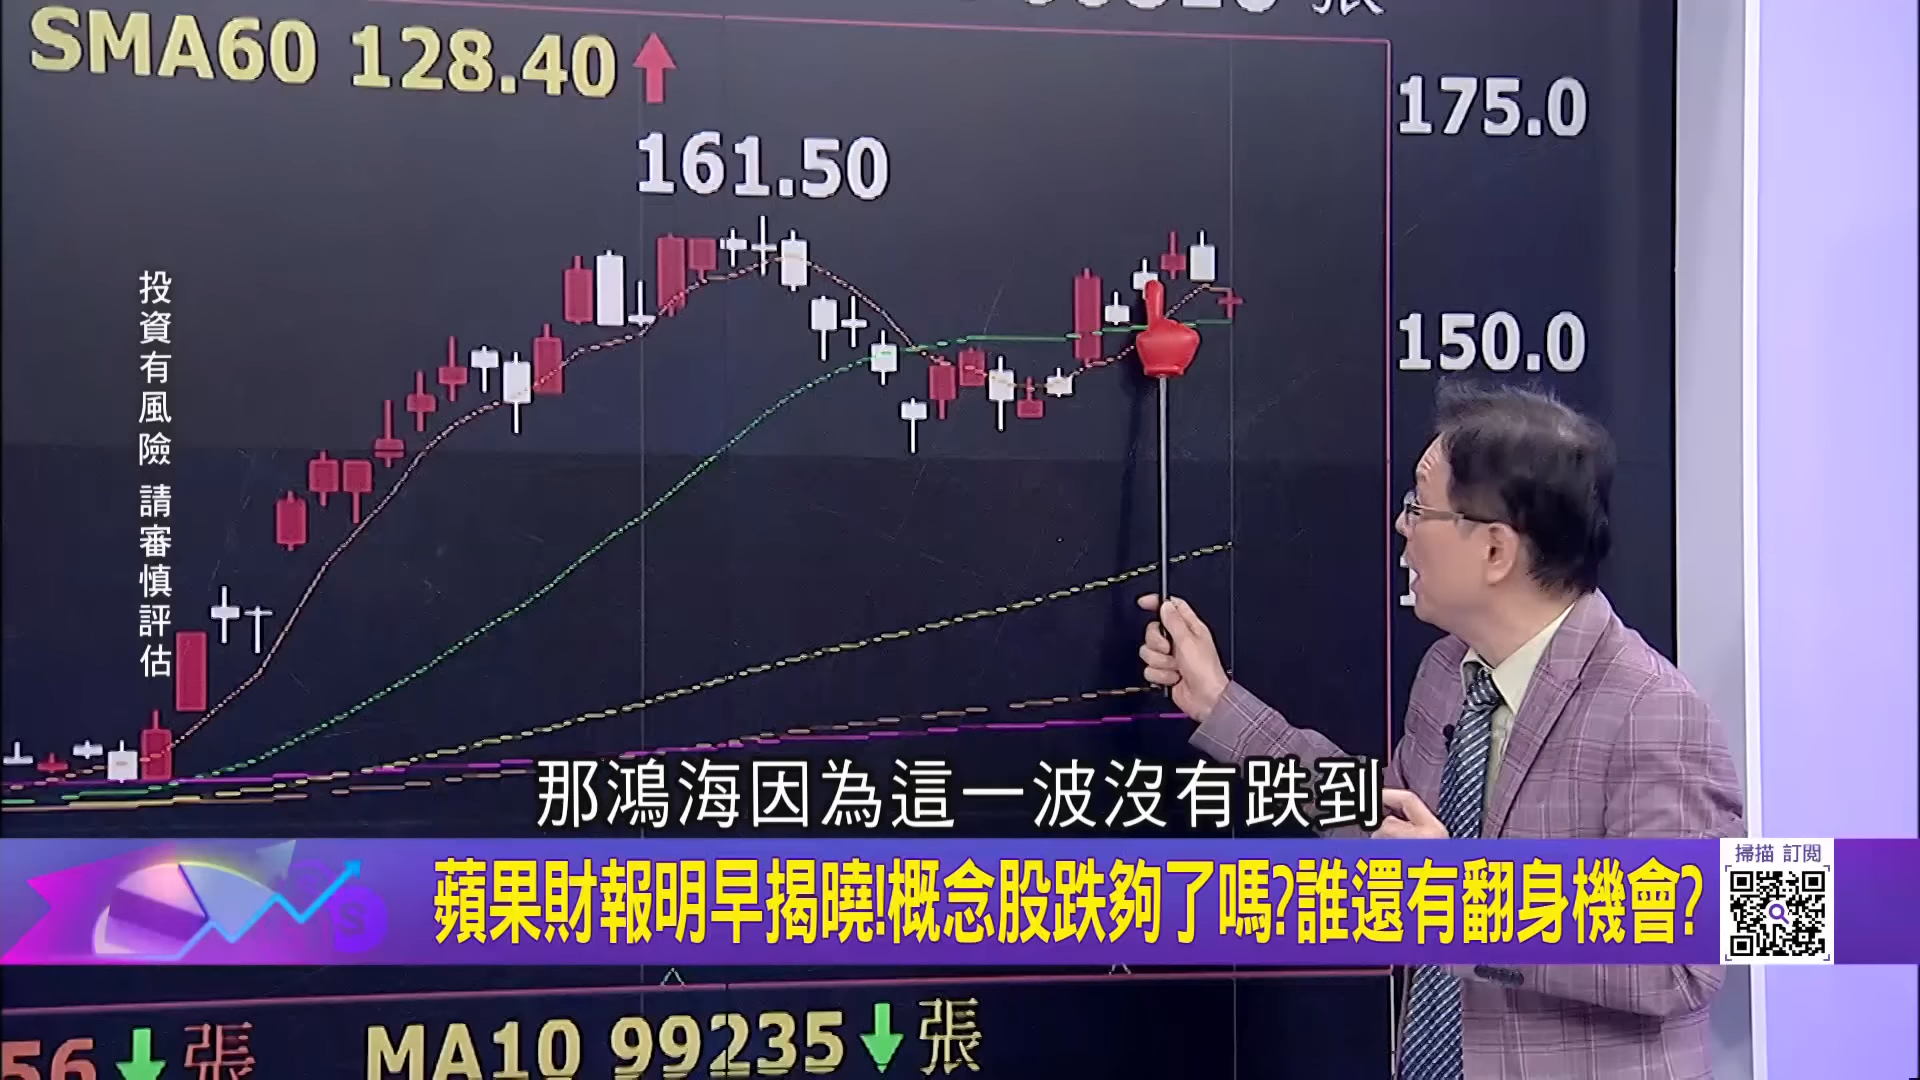 SMA60 128.40
張
161.50
175.0
150.0
投資有風險 請審慎評估
那鴻海因為這一波沒有跌到
蘋果財報明早揭曉!概念股跌夠了嗎?誰還有翻身機會?
掃描 訂閱
56 張
MA10 99235 張